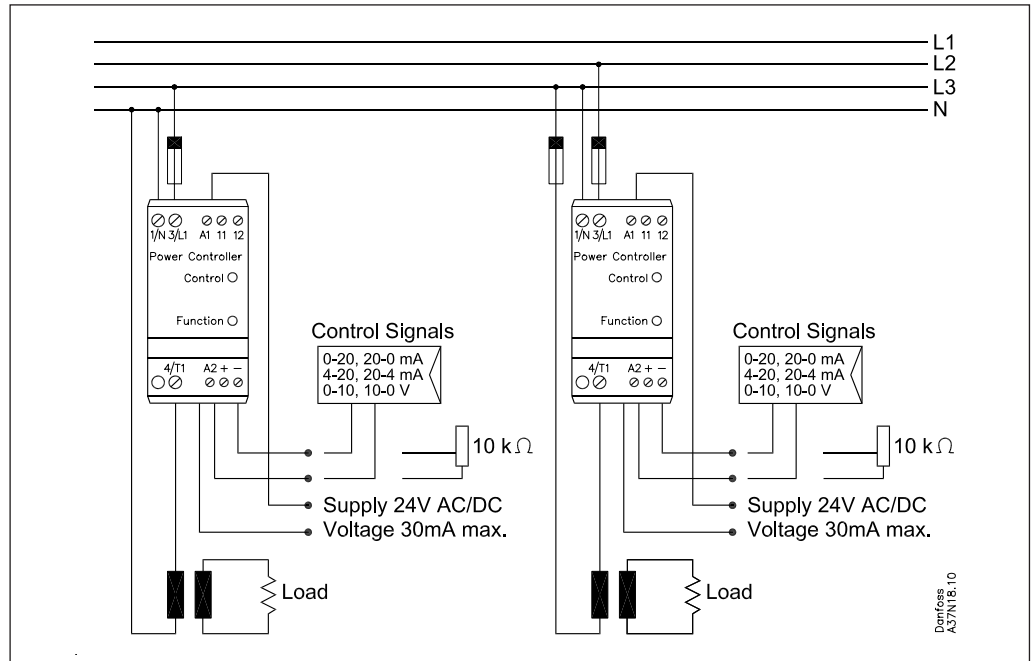 L1
L2
L3
N
1/N 3/L1 A1 11 12
Power Controller
Control
Function
4/T1 A2 + −
Control Signals
0-20, 20-0 mA
4-20, 20-4 mA
0-10, 10-0 V
10 kΩ
Supply 24V AC/DC
Voltage 30mA max.
Load
1/N 3/L1 A1 11 12
Power Controller
Control
Function
4/T1 A2 + −
Control Signals
0-20, 20-0 mA
4-20, 20-4 mA
0-10, 10-0 V
10 kΩ
Supply 24V AC/DC
Voltage 30mA max.
Load
Danfoss
A37N18.10